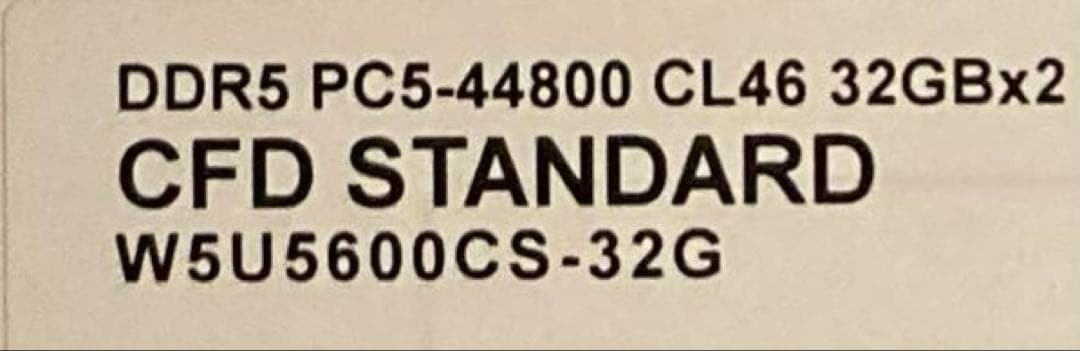 DDR5 PC5-44800 CL46 32GBx2
CFD STANDARD
W5U5600CS-32G